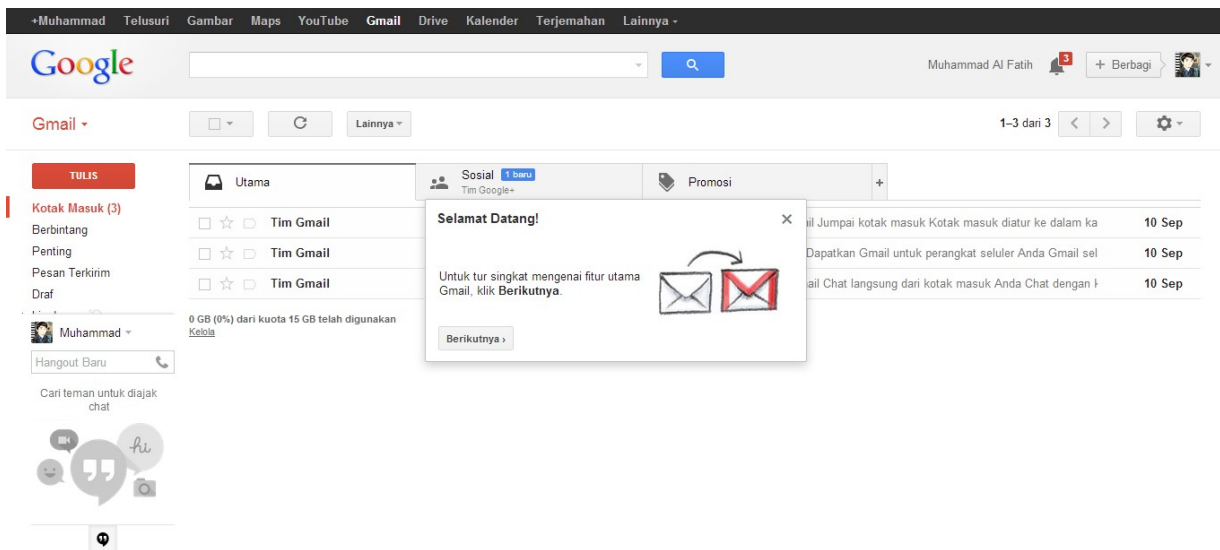 +Muhammad Telusuri Gambar Maps YouTube Gmail Drive Kalender Terjemahan Lainnya
Google
Muhammad Al Fatih 3 + Berbagi
Gmail
Lainnya
1–3 dari 3
TULIS
Utama
Sosial 1 baru
Tim Google+
Promosi
+
Kotak Masuk (3)
Berbintang
Penting
Pesan Terkirim
Draf
Tim Gmail
il Jumpai kotak masuk Kotak masuk diatur ke dalam ka 10 Sep
Tim Gmail
Dapatkan Gmail untuk perangkat seluler Anda Gmail sel 10 Sep
Tim Gmail
ail Chat langsung dari kotak masuk Anda Chat dengan 10 Sep
Selamat Datang!
Untuk tur singkat mengenai fitur utama
Gmail, klik Berikutnya.
Berikutnya ›
0 GB (0%) dari kuota 15 GB telah digunakan
Kelola
Muhammad
Hangout Baru
Cari teman untuk diajak
chat
hi